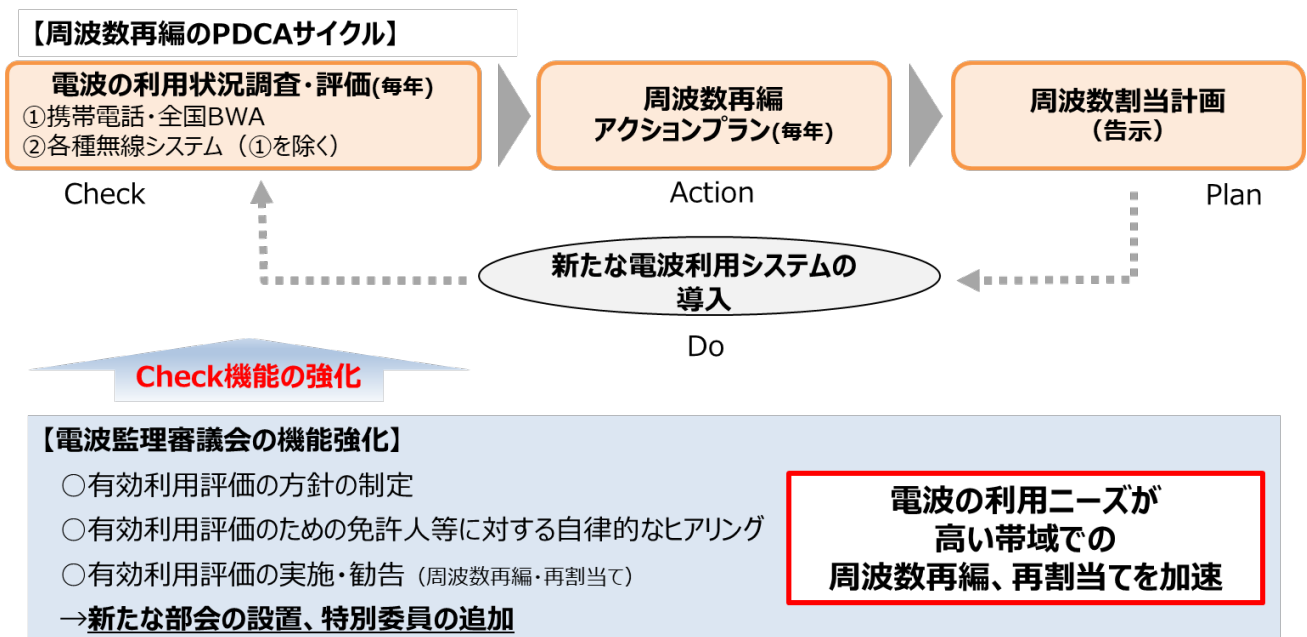 【周波数再編のPDCAサイクル】
電波の利用状況調査・評価(毎年)
①携帯電話・全国BWA
②各種無線システム（①を除く）
周波数再編
アクションプラン(毎年)
周波数割当計画
（告示）
Check
Action
Plan
新たな電波利用システムの
導入
Do
Check機能の強化
【電波監理審議会の機能強化】
○有効利用評価の方針の制定
○有効利用評価のための免許人等に対する自律的なヒアリング
○有効利用評価の実施・勧告（周波数再編・再割当て）
→新たな部会の設置、特別委員の追加
電波の利用ニーズが
高い帯域での
周波数再編、再割当てを加速